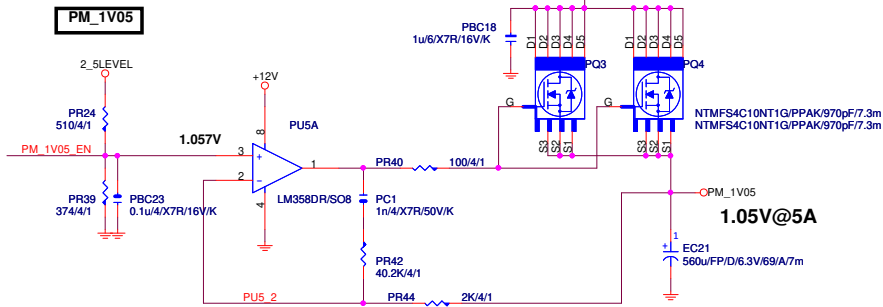 PM_1V05
2_5LEVEL
PR24
510/4/1
PM_1V05_EN
1.057V
PR39
374/4/1
PBC23
0.1u/4/X7R/16V/K
+12V
8
PU5A
3
+
2
-
1
4
LM358DR/SO8
PR40
100/4/1
PC1
1n/4/X7R/50V/K
PR42
40.2K/4/1
PU5_2
PR44
2K/4/1
PBC18
1u/6/X7R/16V/K
D1
D2
D3
D4
D5
PQ3
G
S3
S2
S1
D1
D2
D3
D4
D5
PQ4
G
S3
S2
S1
NTMFS4C10NT1G/PPAK/970pF/7.3m
NTMFS4C10NT1G/PPAK/970pF/7.3m
PM_1V05
1.05V@5A
1
+
EC21
560u/FP/D/6.3V/69/A/7m